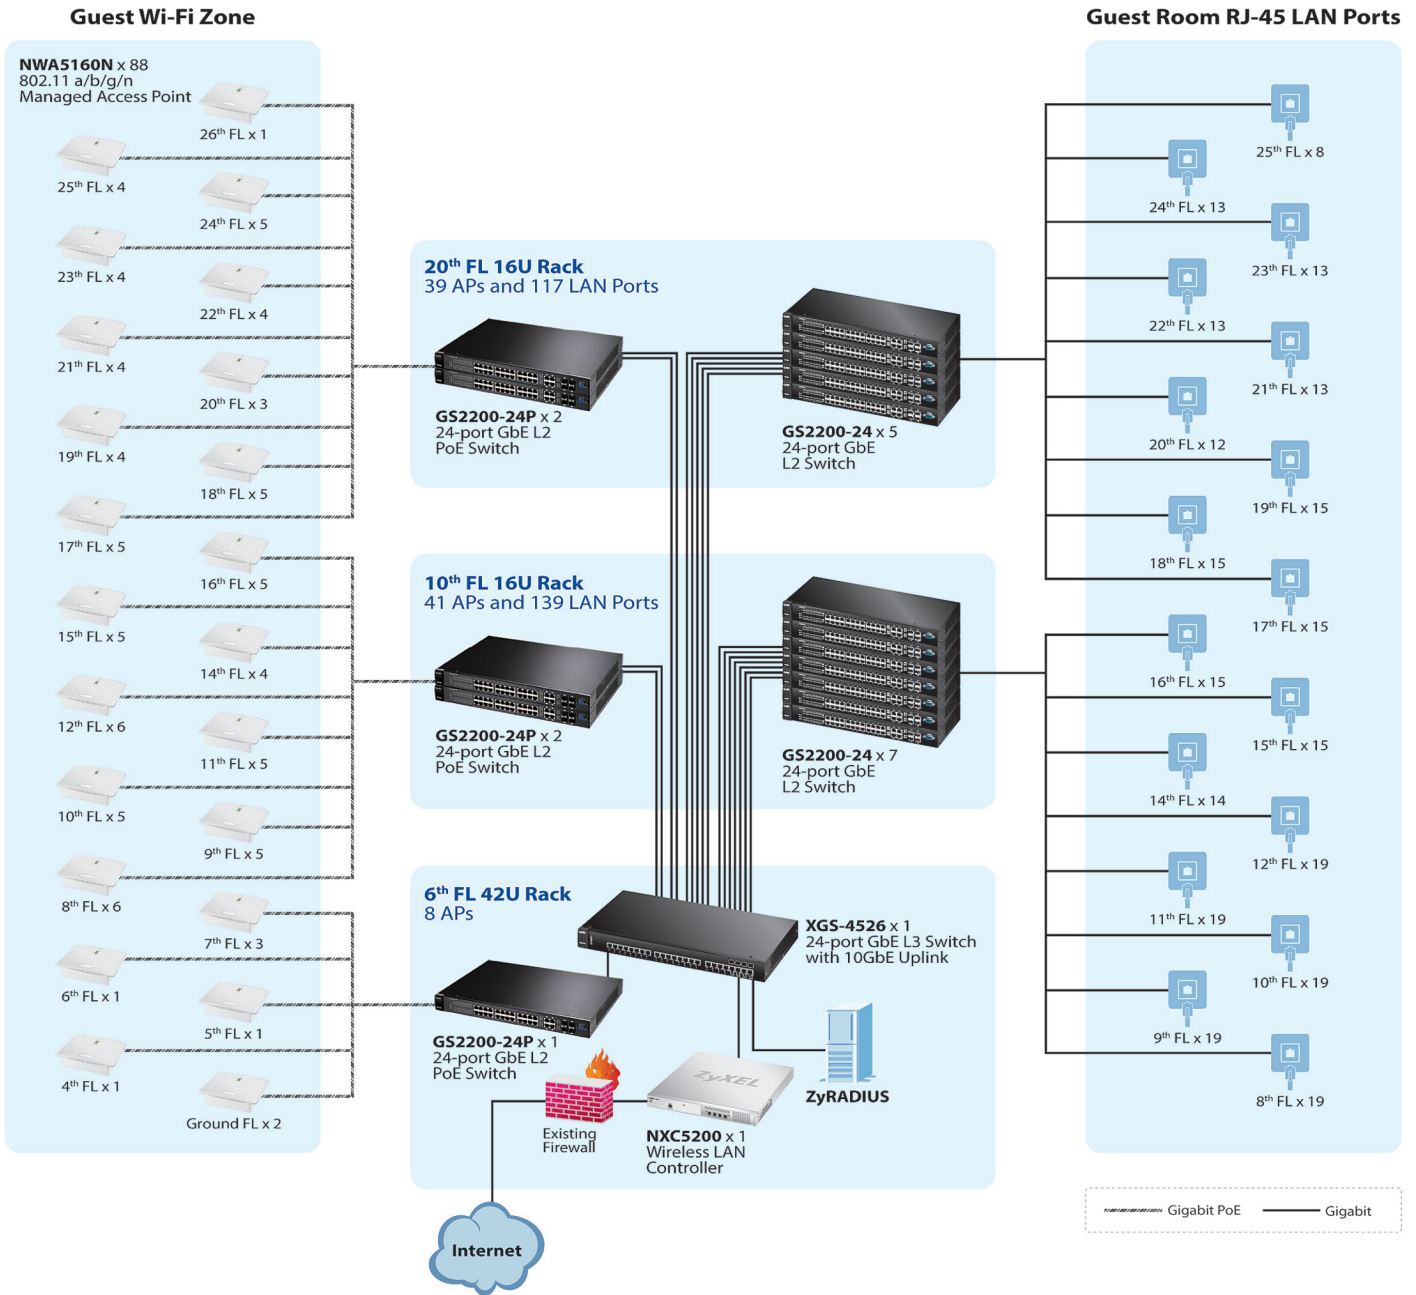 Guest Wi-Fi Zone
NWA5160N x 88
802.11 a/b/g/n
Managed Access Point
26th FL x 1
25th FL x 4
24th FL x 5
23th FL x 4
22th FL x 4
21th FL x 4
20th FL x 3
19th FL x 4
18th FL x 5
17th FL x 5
16th FL x 5
15th FL x 5
14th FL x 4
12th FL x 6
11th FL x 5
10th FL x 5
9th FL x 5
8th FL x 6
7th FL x 3
6th FL x 1
5th FL x 1
4th FL x 1
Ground FL x 2
20th FL 16U Rack
39 APs and 117 LAN Ports
GS2200-24P x 2
24-port GbE L2
PoE Switch
GS2200-24 x 5
24-port GbE
L2 Switch
10th FL 16U Rack
41 APs and 139 LAN Ports
GS2200-24P x 2
24-port GbE L2
PoE Switch
GS2200-24 x 7
24-port GbE
L2 Switch
6th FL 42U Rack
8 APs
XGS-4526 x 1
24-port GbE L3 Switch
with 10GbE Uplink
GS2200-24P x 1
24-port GbE L2
PoE Switch
ZyXEL
ZyRADIUS
Existing
Firewall
NXC5200 x 1
Wireless LAN
Controller
Internet
Guest Room RJ-45 LAN Ports
25th FL x 8
24th FL x 13
23th FL x 13
22th FL x 13
21th FL x 13
20th FL x 12
19th FL x 15
18th FL x 15
17th FL x 15
16th FL x 15
15th FL x 15
14th FL x 14
12th FL x 19
11th FL x 19
10th FL x 19
9th FL x 19
8th FL x 19
Gigabit PoE
Gigabit